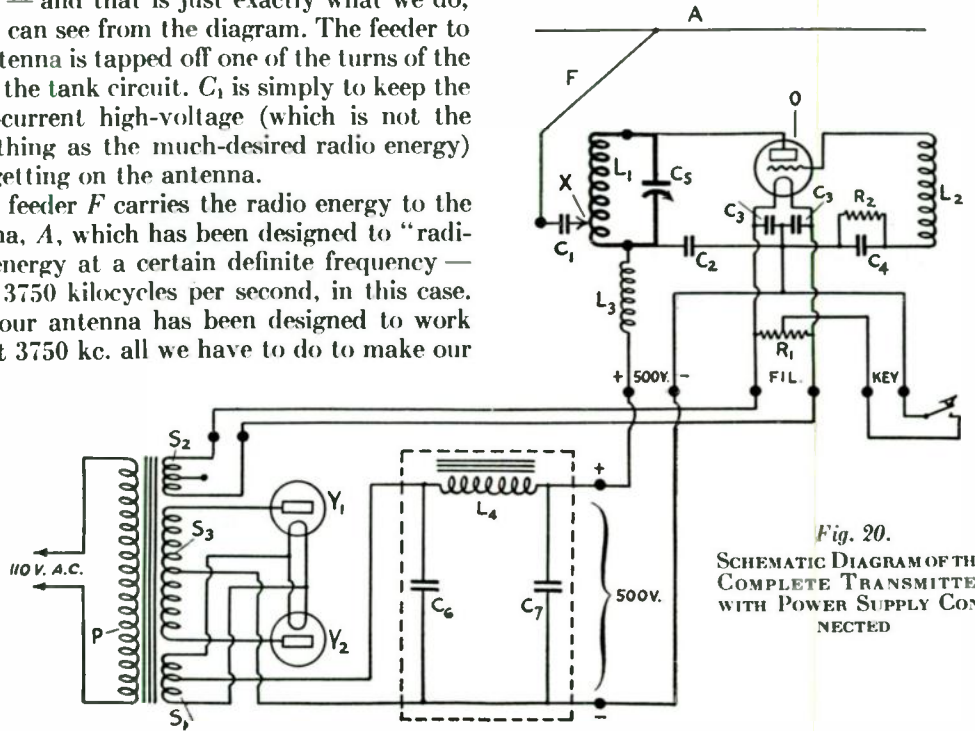 — and that is just exactly what we do,
can see from the diagram. The feeder to
tenna is tapped off one of the turns of the
the tank circuit. C₁ is simply to keep the
-current high-voltage (which is not the
thing as the much-desired radio energy)
getting on the antenna.
feeder F carries the radio energy to the
na, A, which has been designed to “radi-
energy at a certain definite frequency —
3750 kilocycles per second, in this case.
our antenna has been designed to work
t 3750 kc. all we have to do to make our
A
F
O
X
L₁
C₅
C₃
C₃
R₂
L₂
C₁
C₂
C₄
L₃
R₁
+ 500V. -
FIL.
KEY
S₂
S₃
Y₁
L₄
+
110 V. A.C.
P
C₆
C₇
500V.
Y₂
S₁
-
Fig. 20.
SCHEMATIC DIAGRAM OF TH
COMPLETE TRANSMITTE
WITH POWER SUPPLY CON-
NECTED